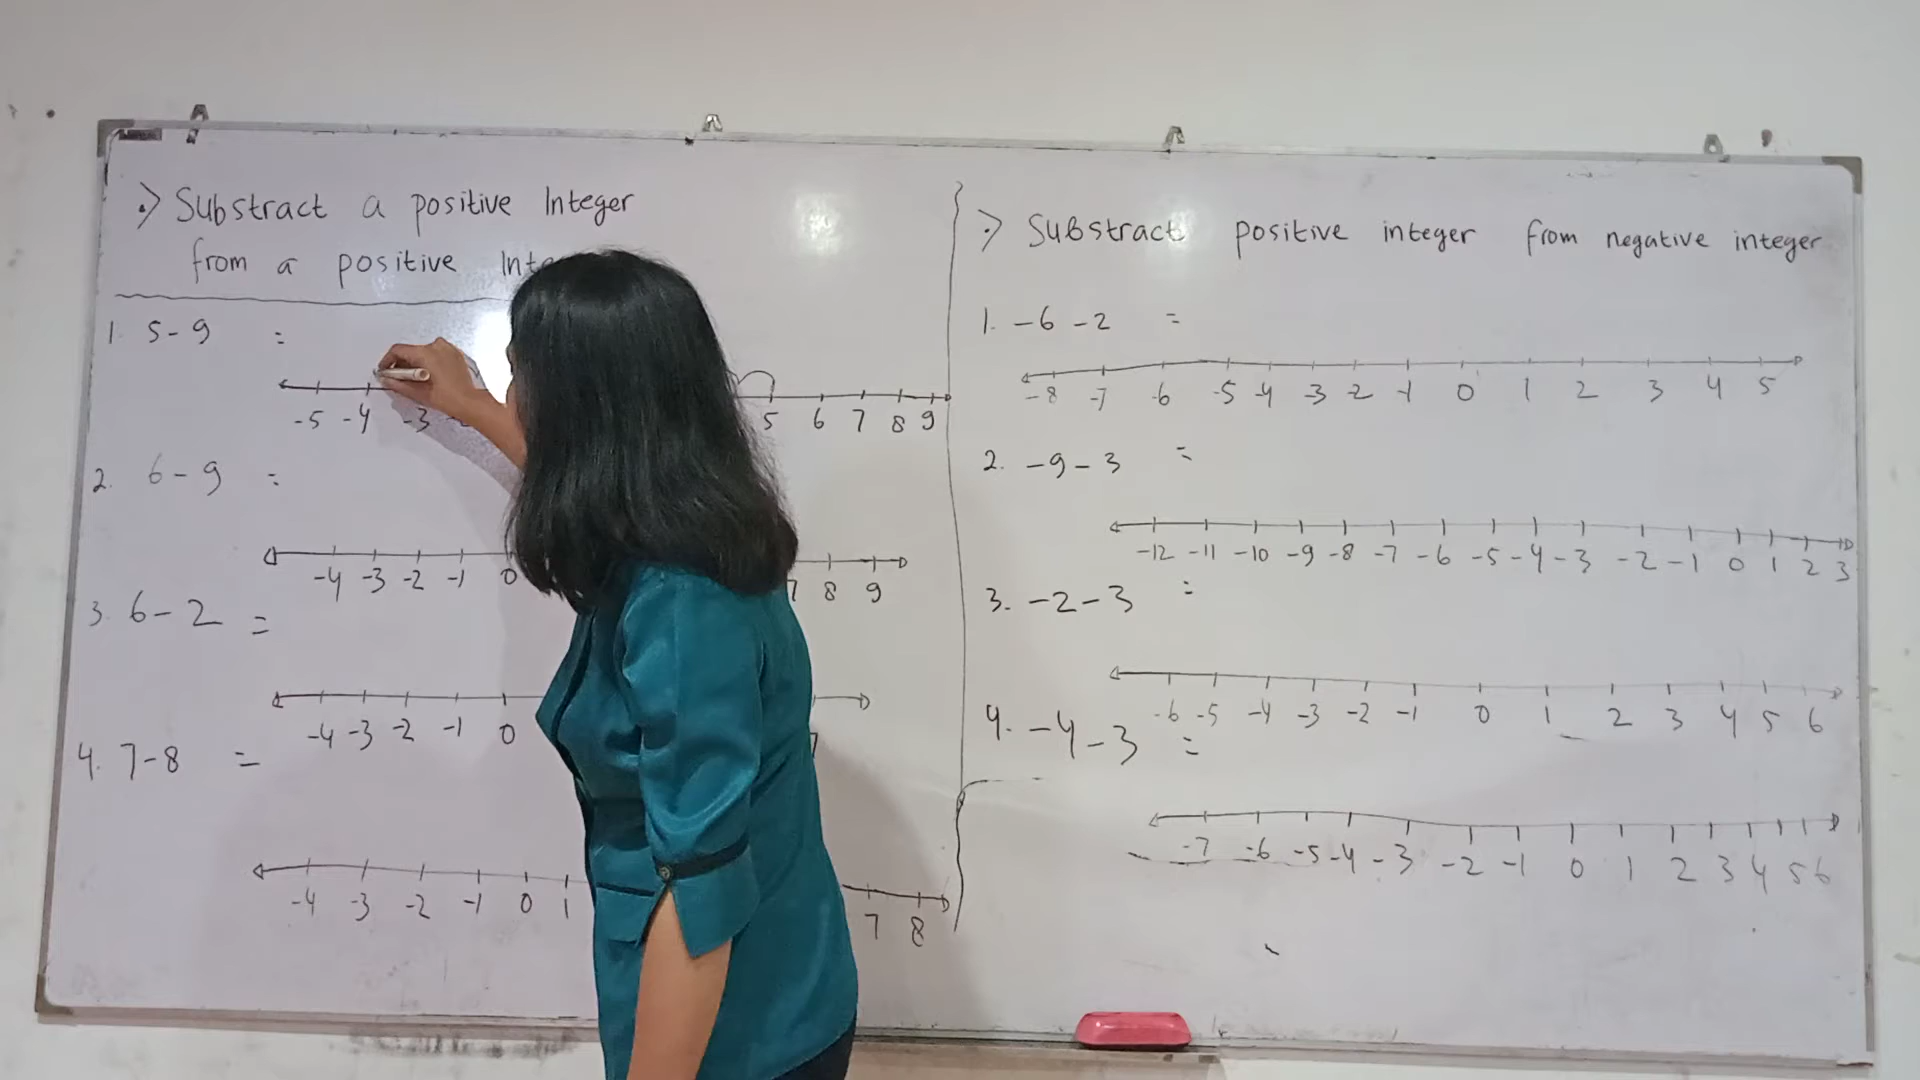 Substract a positive Integer
from a positive
1. 5-9 =
-5 -4 -3 5 6 7 8 9
2. 6-9 =
-4 -3 -2 -1 0 7 8 9
3. 6-2 =
-4 -3 -2 -1 0
4. 7-8 =
-4 -3 -2 -1 0 1 7 8
Substract positive integer from negative integer
1. -6 -2 =
-8 -7 -6 -5 -4 -3 -2 -1 0 1 2 3 4 5
2. -9-3 =
-12 -11 -10 -9 -8 -7 -6 -5 -4 -3 -2 -1 0 1 2 3
3. -2-3 =
-6 -5 -4 -3 -2 -1 0 1 2 3 4 5 6
4. -4-3 =
-7 -6 -5 -4 -3 -2 -1 0 1 2 3 4 5 6